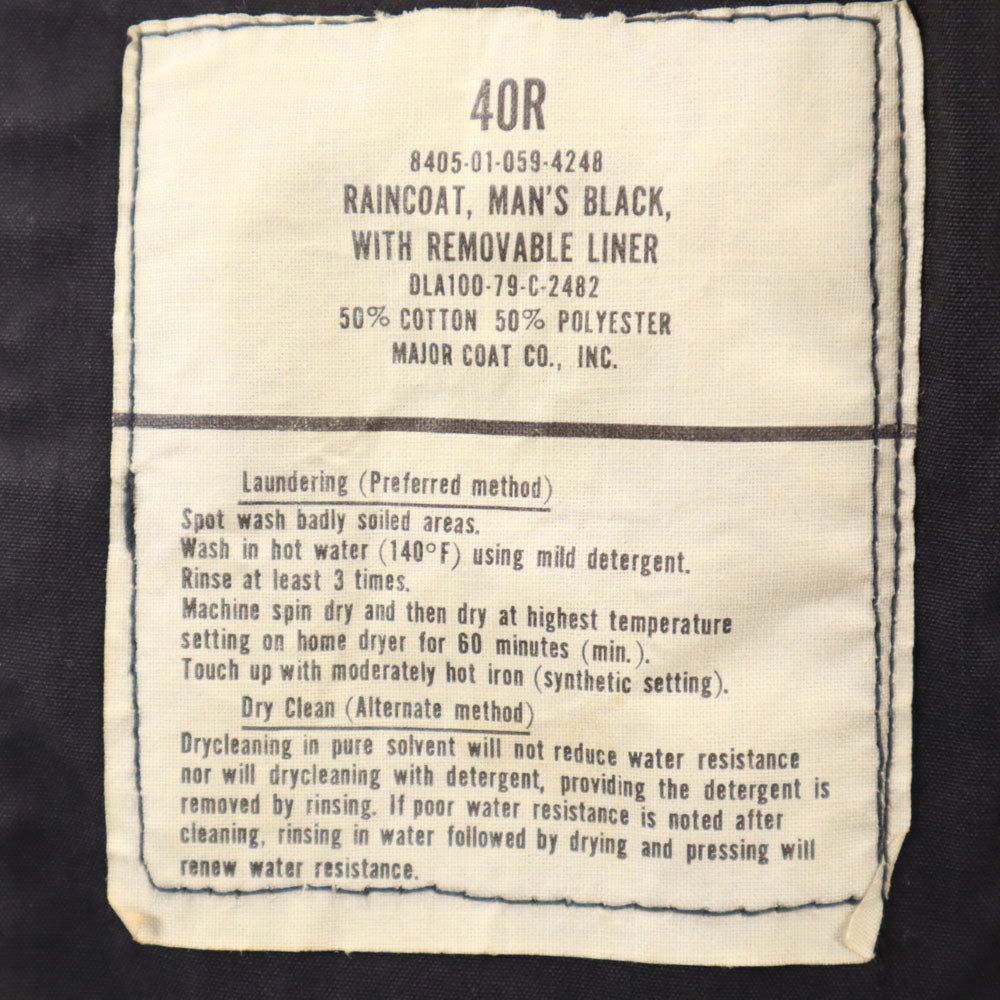 40R
8405-01-059-4248
RAINCOAT, MAN'S BLACK,
WITH REMOVABLE LINER
DLA100-79-C-2482
50% COTTON 50% POLYESTER
MAJOR COAT CO., INC.
Laundering (Preferred method)
Spot wash badly soiled areas.
Wash in hot water (140°F) using mild detergent.
Rinse at least 3 times.
Machine spin dry and then dry at highest temperature
setting on home dryer for 60 minutes (min.).
Touch up with moderately hot iron (synthetic setting).
Dry Clean (Alternate method)
Drycleaning in pure solvent will not reduce water resistance
nor will drycleaning with detergent, providing the detergent is
removed by rinsing. If poor water resistance is noted after
cleaning, rinsing in water followed by drying and pressing will
renew water resistance.